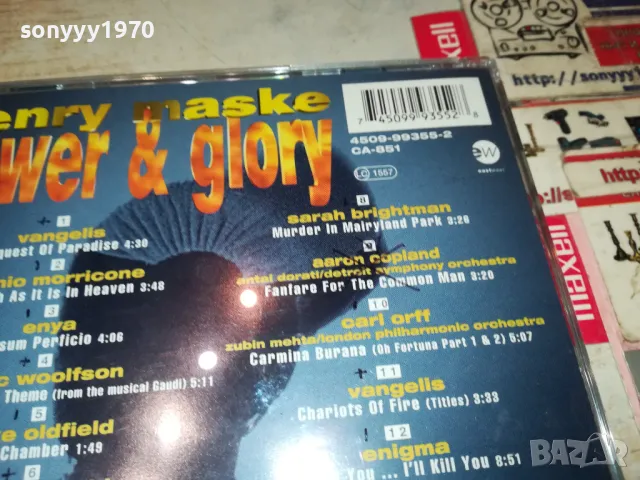 sonyyy1970
enry maske
wer & glory
7 45099 93552 8
4509-99355-2
CA-851
LC 1557
ew
eastwest
1
vangelis
quest Of Paradise 4:30
2
nio morricone
h As It Is In Heaven 3:48
3
enya
sum Perficio 4:06
4
c woolfson
Theme (from the musical Gaudi) 5:11
5
e oldfield
Chamber 1:49
6
8
sarah brightman
Murder In Mairyland Park 3:26
aaron copland
antal dorati/detroit symphony orchestra
Fanfare For The Common Man 3:20
10
carl orff
zubin mehta/london philharmonic orchestra
Carmina Burana (Oh Fortuna Part 1 & 2) 5:07
11
vangelis
Chariots Of Fire (Titles) 3:33
12
enigma
You ... I'll Kill You 8:51
maxell
http://sonyyy
maxell
bazar